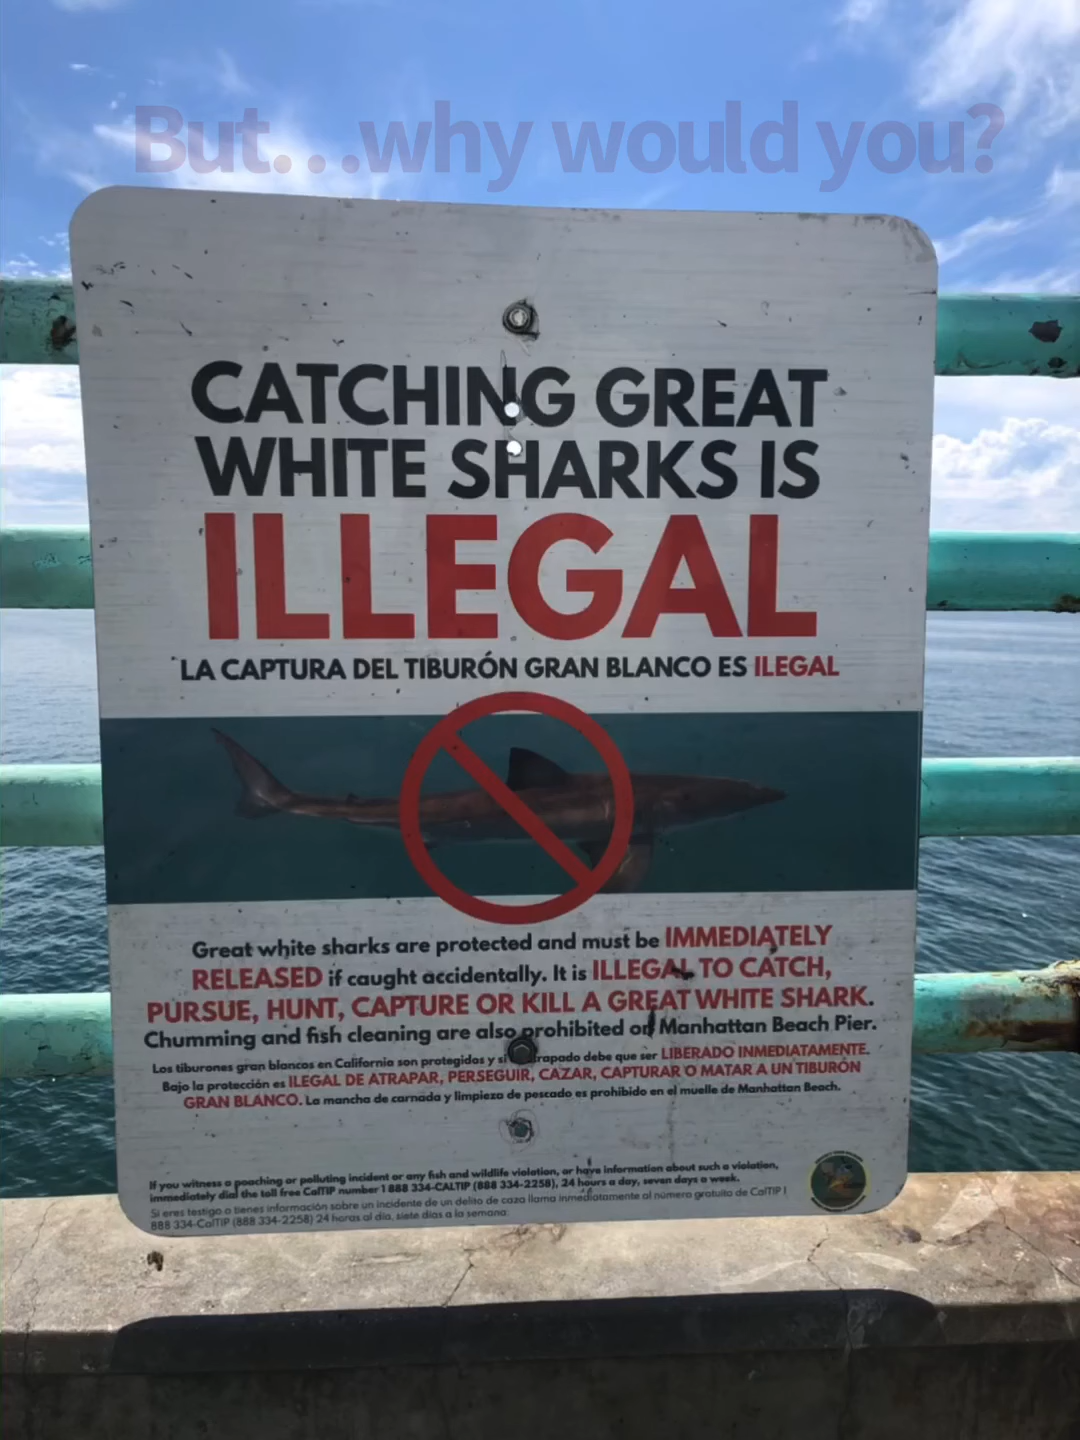 But…why would you?
CATCHING GREAT
WHITE SHARKS IS
ILLEGAL
LA CAPTURA DEL TIBURÓN GRAN BLANCO ES ILEGAL
Great white sharks are protected and must be IMMEDIATELY
RELEASED if caught accidentally. It is ILLEGAL TO CATCH,
PURSUE, HUNT, CAPTURE OR KILL A GREAT WHITE SHARK.
Chumming and fish cleaning are also prohibited on Manhattan Beach Pier.
Los tiburones gran blancos en California son protegidos y si debe que ser LIBERADO INMEDIATAMENTE.
Bajo la protección es ILEGAL DE ATRAPAR, PERSEGUIR, CAZAR, CAPTURAR O MATAR A UN TIBURÓN
GRAN BLANCO. La mancha de carnada y limpieza de pescado es prohibido en el muelle de Manhattan Beach.
If you witness a poaching or polluting incident or any fish and wildlife violation, or have information about such a violation,
immediately dial the toll free CalTIP number 1 888 334-CALTIP (888 334-2258), 24 hours a day, seven days a week.
Si eres testigo o tienes información sobre un incidente de un delito de caza llama inmediatamente al número gratuito de CalTIP 1
888 334-CalTIP (888 334-2258) 24 horas al día, siete días a la semana.